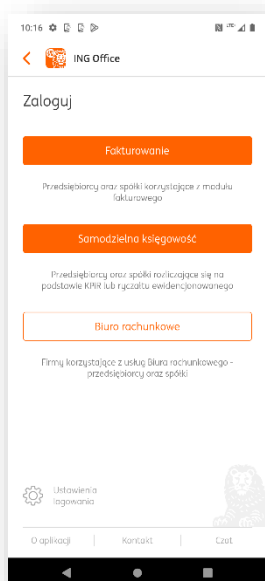 10:16
LTE
ING Office
Zaloguj
Fakturowanie
Przedsiębiorcy oraz spółki korzystające z modułu
fakturowego
Samodzielna księgowość
Przedsiębiorcy oraz spółki rozliczające się na
podstawie KPiR lub ryczałtu ewidencjonowanego
Biuro rachunkowe
Firmy korzystające z usług Biura rachunkowego -
przedsiębiorcy oraz spółki
Ustawienia
logowania
O aplikacji
Kontakt
Czat